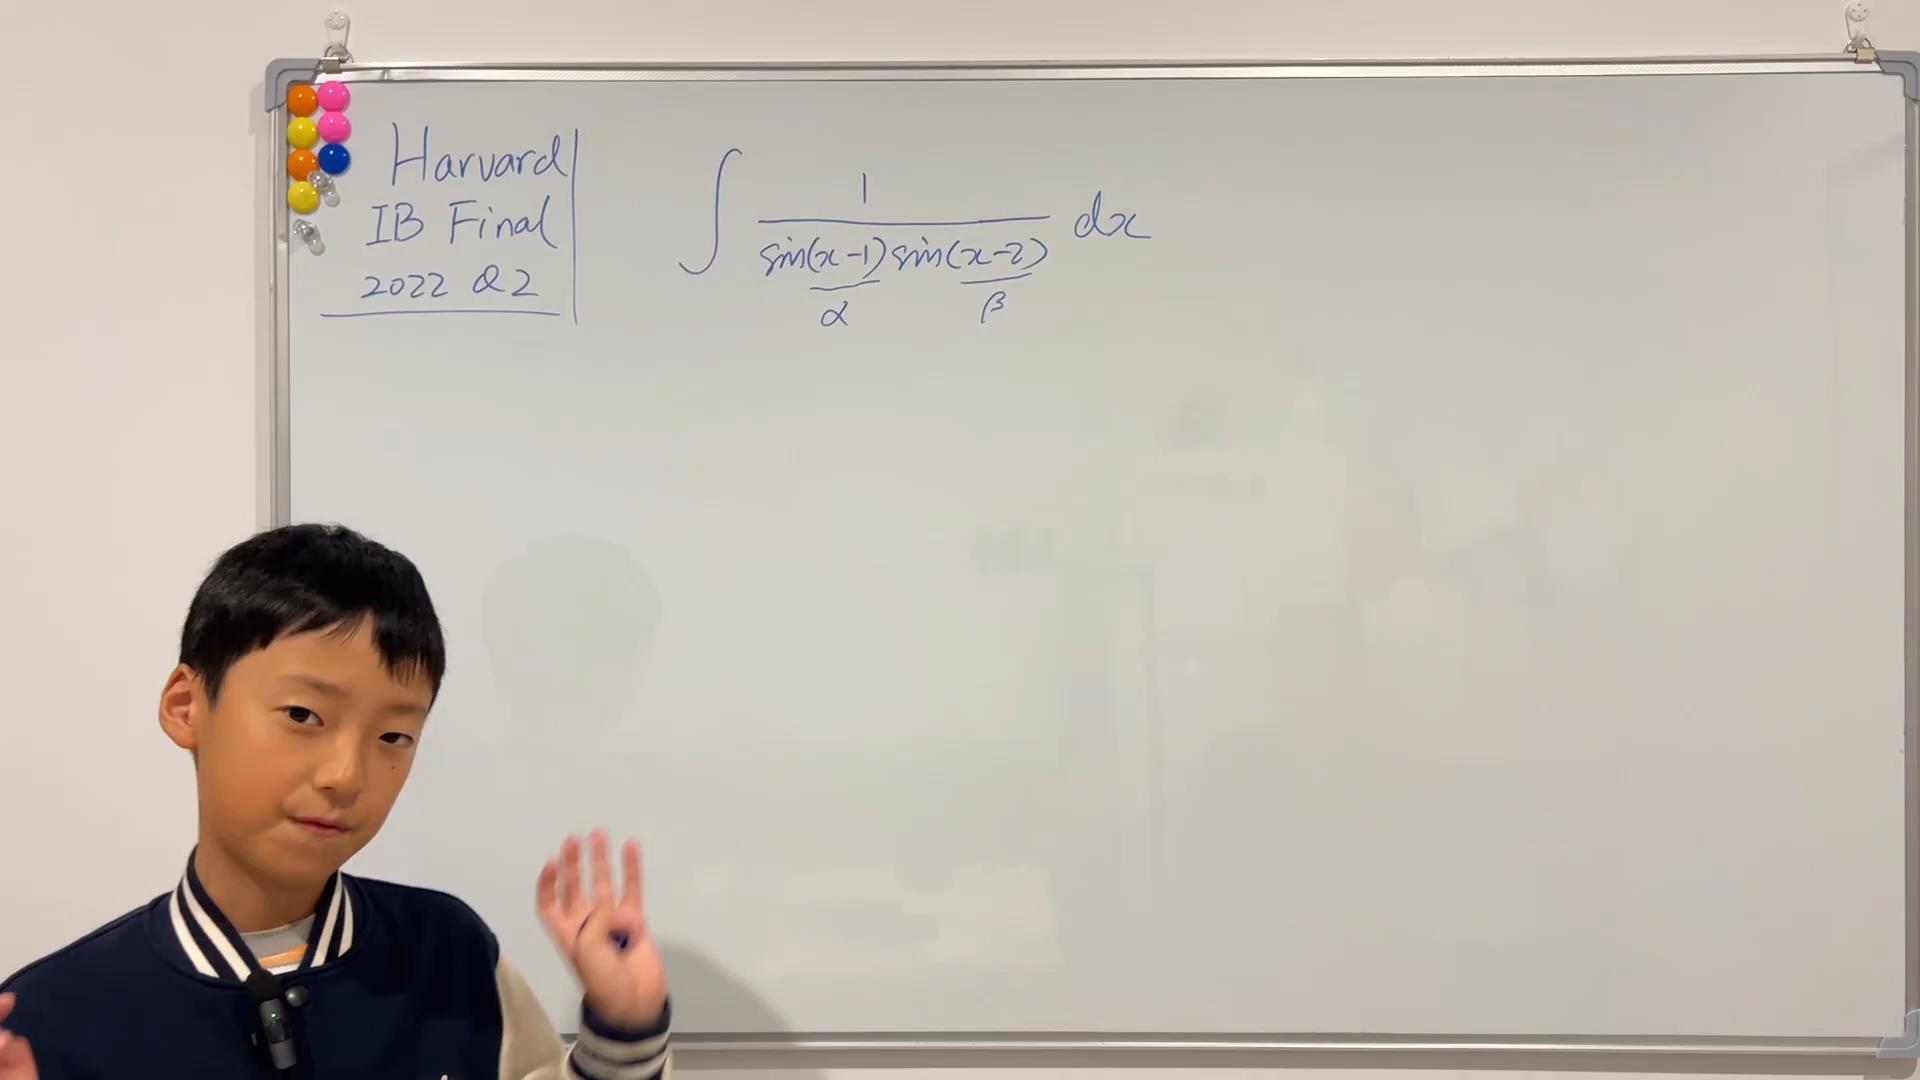 Harvard
IB Final
2022 Q2
∫ 1 / sin(x-1) sin(x-2) dx
α β